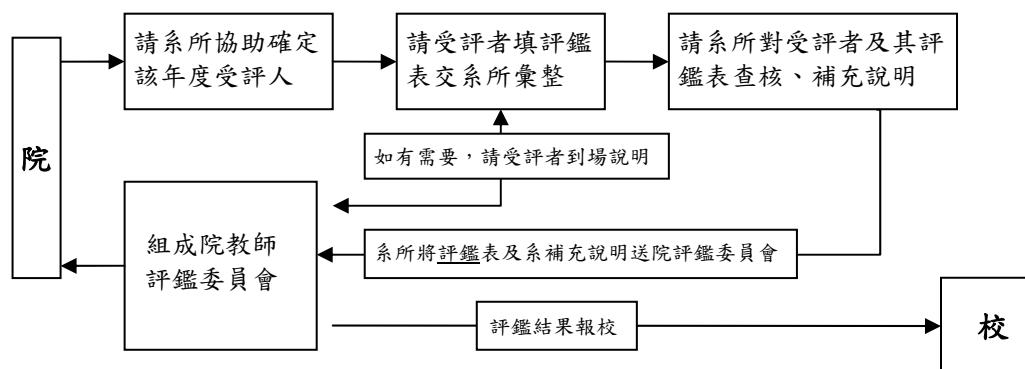 請系所協助確定
該年度受評人
請受評者填評鑑
表交系所彙整
請系所對受評者及其評
鑑表查核、補充說明
院
如有需要，請受評者到場說明
組成院教師
評鑑委員會
系所將評鑑表及系補充說明送院評鑑委員會
評鑑結果報校
校